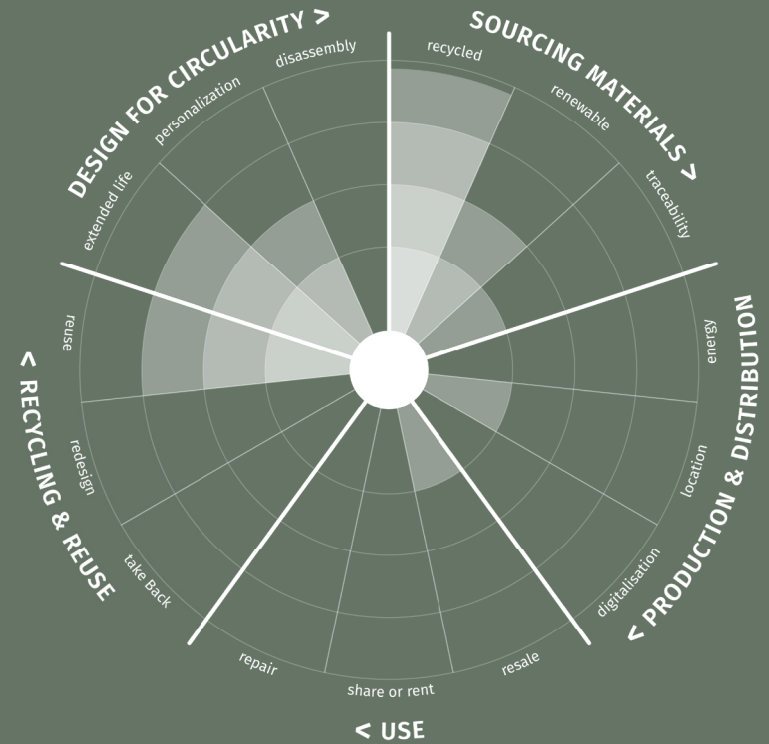 DESIGN FOR CIRCULARITY >
SOURCING MATERIALS >
disassembly
recycled
personalization
renewable
extended life
traceability
reuse
energy
< RECYCLING & REUSE
< PRODUCTION & DISTRIBUTION
redesign
location
take Back
digitalisation
repair
resale
share or rent
< USE